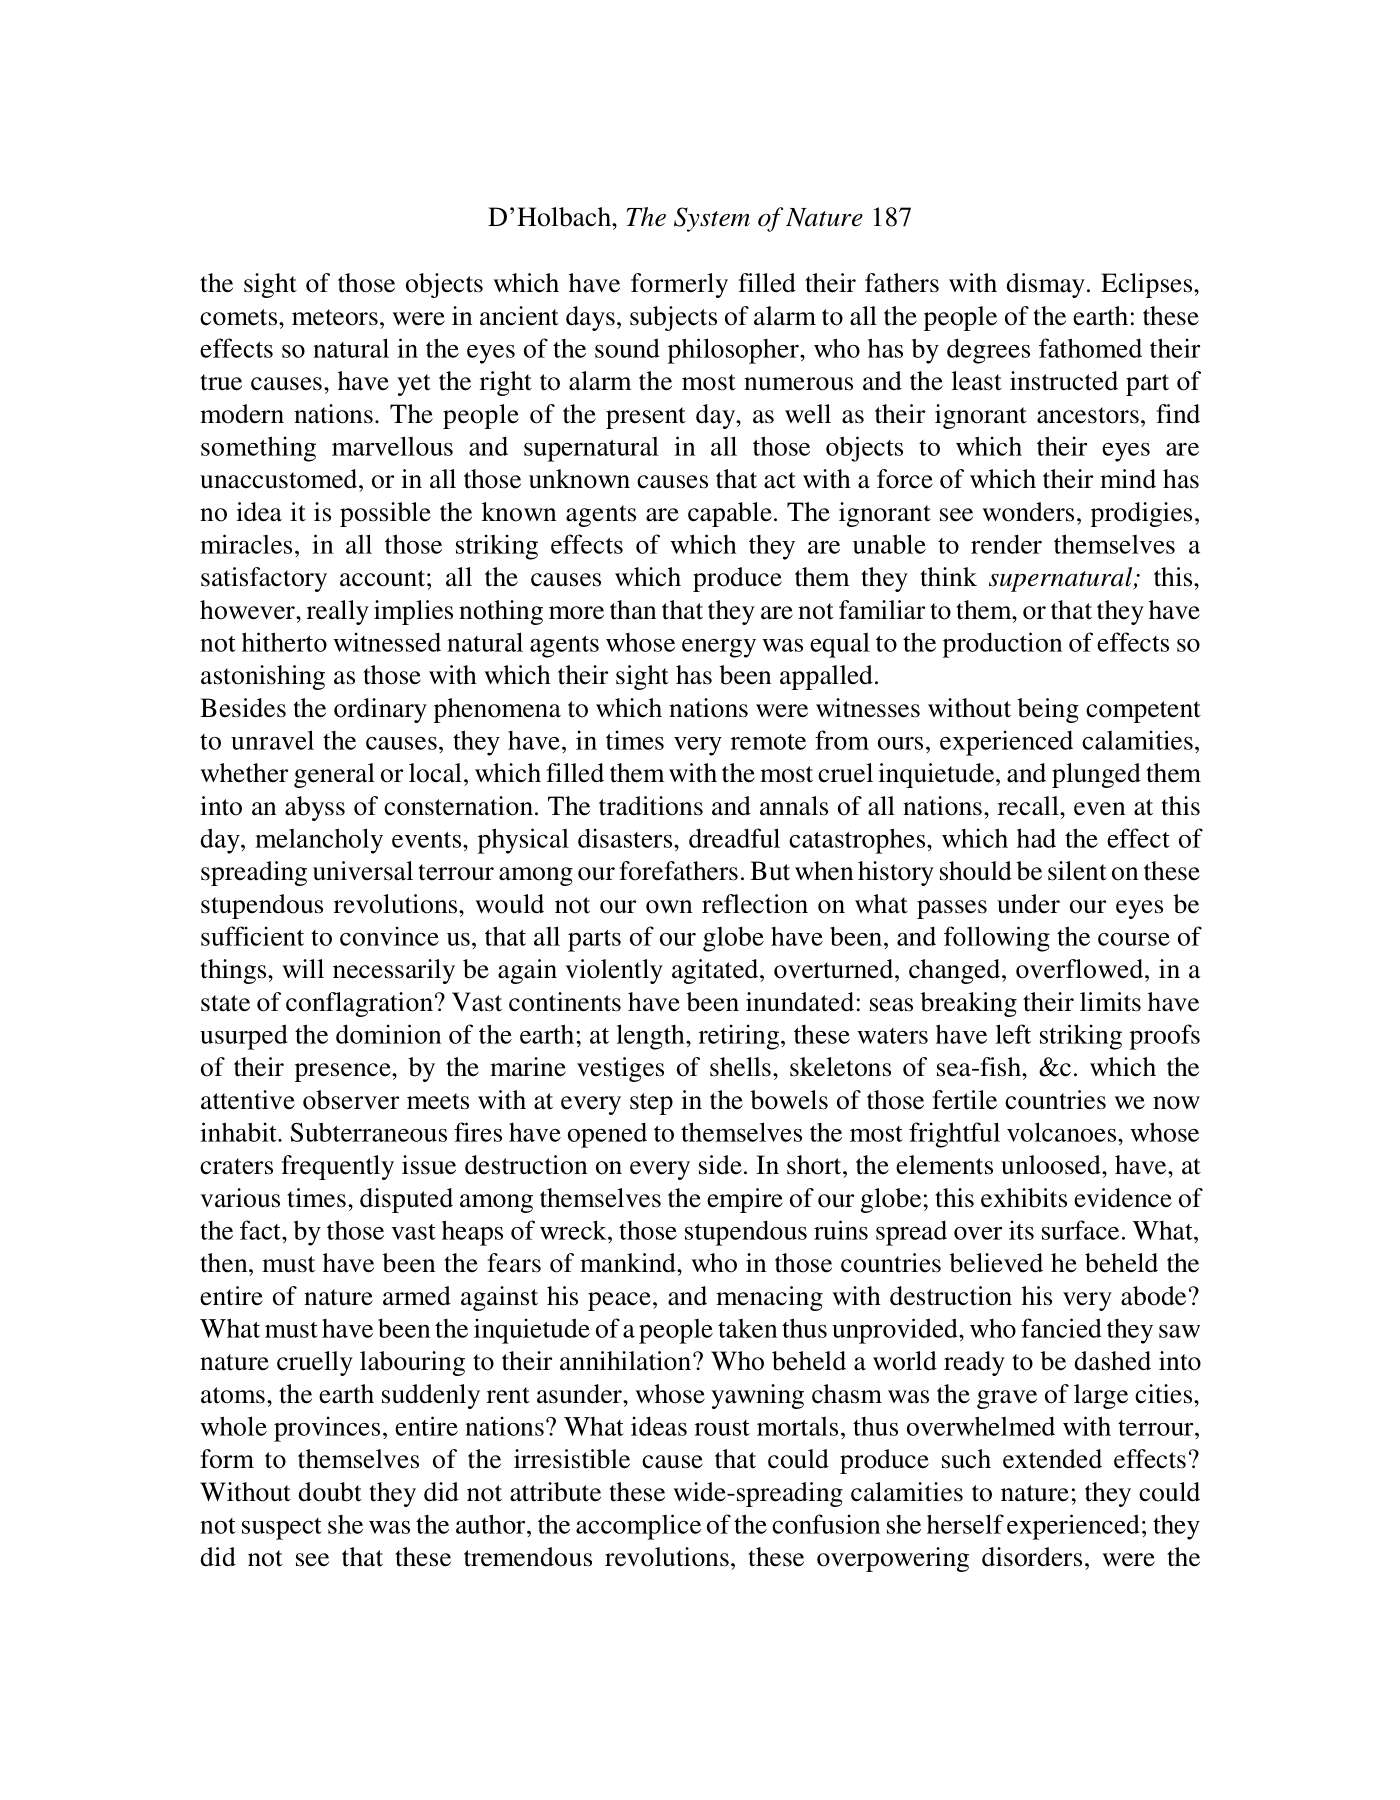 D’Holbach, The System of Nature 187
the sight of those objects which have formerly filled their fathers with dismay. Eclipses,
comets, meteors, were in ancient days, subjects of alarm to all the people of the earth: these
effects so natural in the eyes of the sound philosopher, who has by degrees fathomed their
true causes, have yet the right to alarm the most numerous and the least instructed part of
modern nations. The people of the present day, as well as their ignorant ancestors, find
something marvellous and supernatural in all those objects to which their eyes are
unaccustomed, or in all those unknown causes that act with a force of which their mind has
no idea it is possible the known agents are capable. The ignorant see wonders, prodigies,
miracles, in all those striking effects of which they are unable to render themselves a
satisfactory account; all the causes which produce them they think supernatural; this,
however, really implies nothing more than that they are not familiar to them, or that they have
not hitherto witnessed natural agents whose energy was equal to the production of effects so
astonishing as those with which their sight has been appalled.
Besides the ordinary phenomena to which nations were witnesses without being competent
to unravel the causes, they have, in times very remote from ours, experienced calamities,
whether general or local, which filled them with the most cruel inquietude, and plunged them
into an abyss of consternation. The traditions and annals of all nations, recall, even at this
day, melancholy events, physical disasters, dreadful catastrophes, which had the effect of
spreading universal terrour among our forefathers. But when history should be silent on these
stupendous revolutions, would not our own reflection on what passes under our eyes be
sufficient to convince us, that all parts of our globe have been, and following the course of
things, will necessarily be again violently agitated, overturned, changed, overflowed, in a
state of conflagration? Vast continents have been inundated: seas breaking their limits have
usurped the dominion of the earth; at length, retiring, these waters have left striking proofs
of their presence, by the marine vestiges of shells, skeletons of sea-fish, &c. which the
attentive observer meets with at every step in the bowels of those fertile countries we now
inhabit. Subterraneous fires have opened to themselves the most frightful volcanoes, whose
craters frequently issue destruction on every side. In short, the elements unloosed, have, at
various times, disputed among themselves the empire of our globe; this exhibits evidence of
the fact, by those vast heaps of wreck, those stupendous ruins spread over its surface. What,
then, must have been the fears of mankind, who in those countries believed he beheld the
entire of nature armed against his peace, and menacing with destruction his very abode?
What must have been the inquietude of a people taken thus unprovided, who fancied they saw
nature cruelly labouring to their annihilation? Who beheld a world ready to be dashed into
atoms, the earth suddenly rent asunder, whose yawning chasm was the grave of large cities,
whole provinces, entire nations? What ideas roust mortals, thus overwhelmed with terrour,
form to themselves of the irresistible cause that could produce such extended effects?
Without doubt they did not attribute these wide-spreading calamities to nature; they could
not suspect she was the author, the accomplice of the confusion she herself experienced; they
did not see that these tremendous revolutions, these overpowering disorders, were the